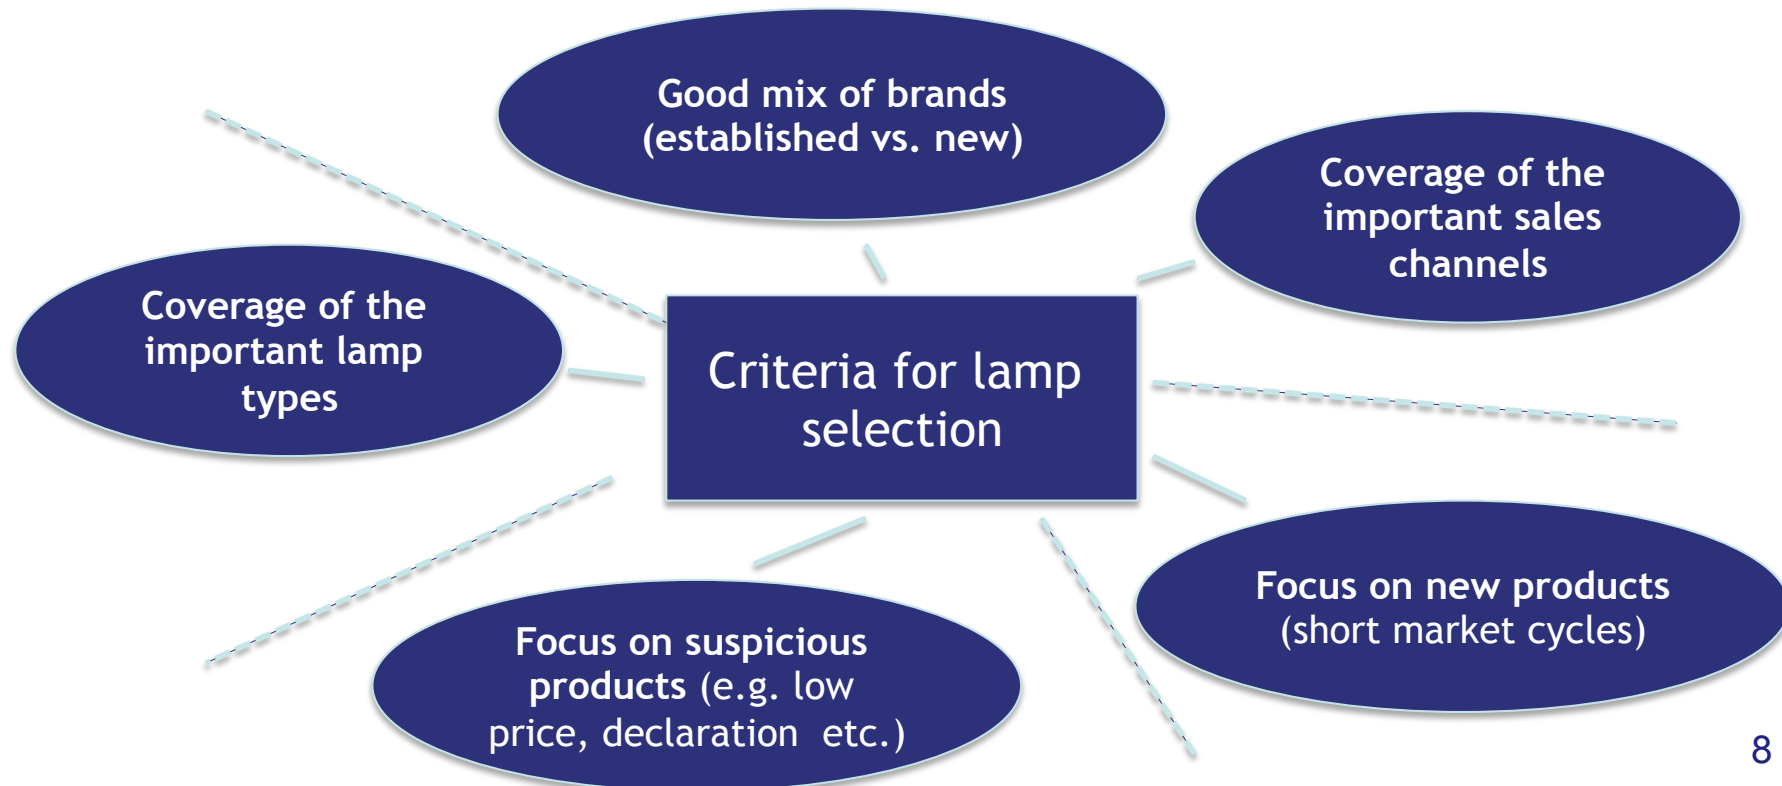 Good mix of brands
(established vs. new)
Coverage of the
important sales
channels
Coverage of the
important lamp
types
Criteria for lamp
selection
Focus on new products
(short market cycles)
Focus on suspicious
products (e.g. low
price, declaration  etc.)
8